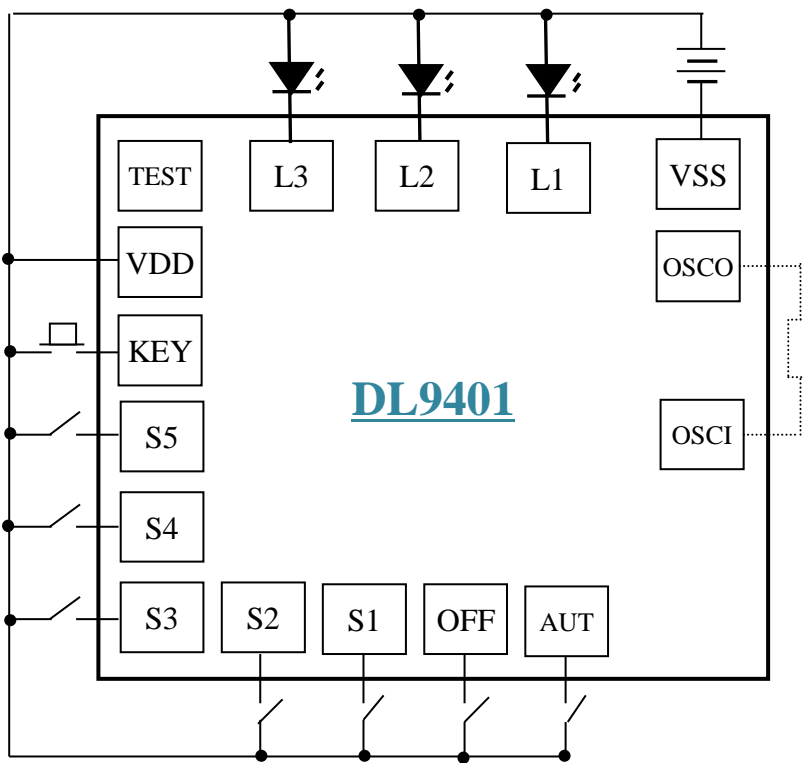 TEST
L3
L2
L1
VSS
VDD
OSCO
KEY
DL9401
S5
OSCI
S4
S3
S2
S1
OFF
AUT